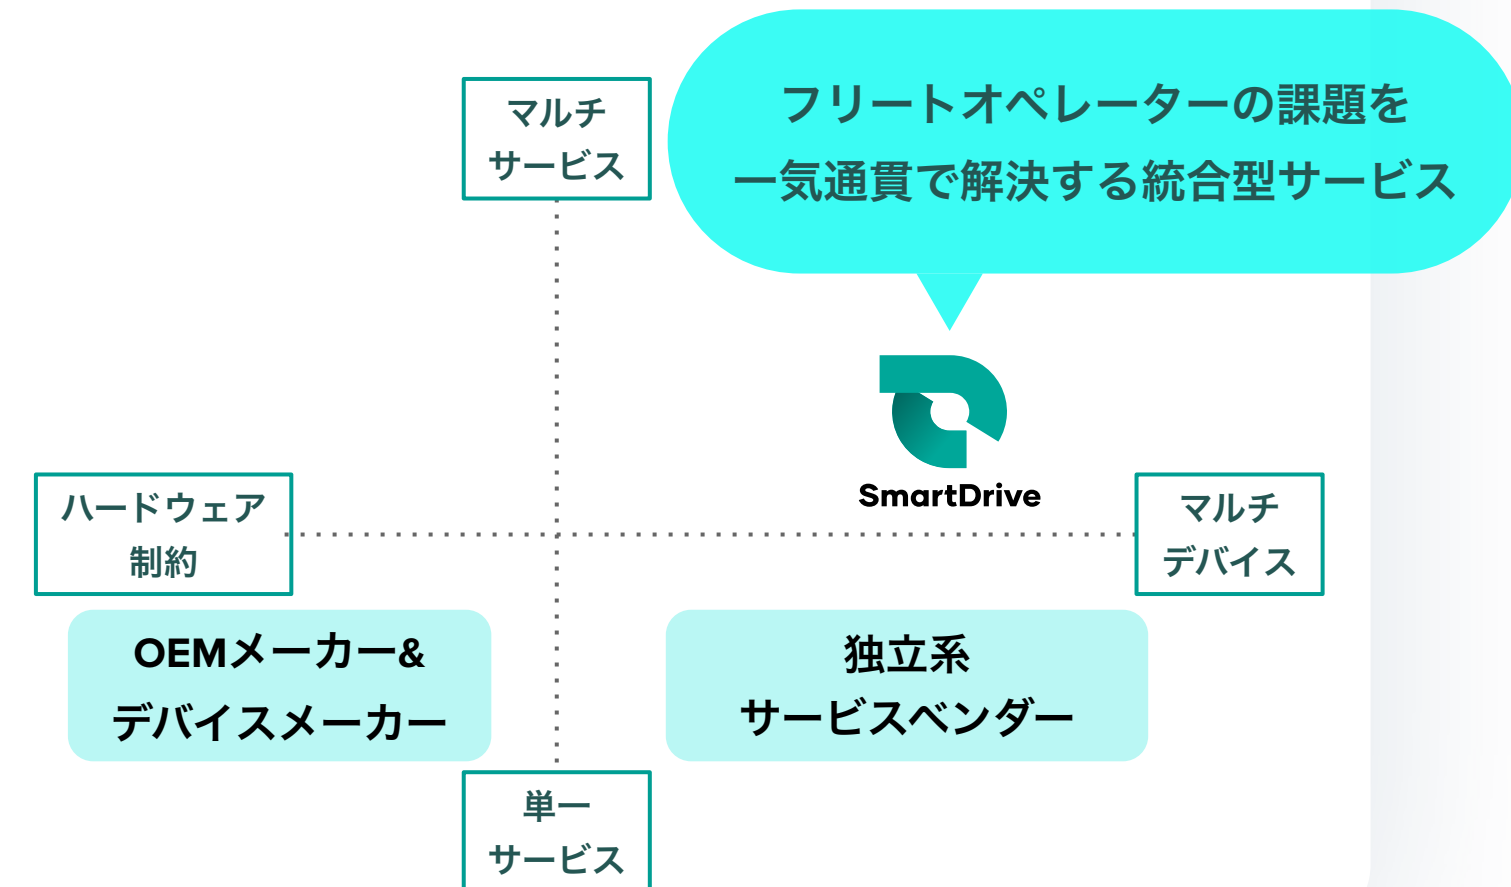 フリートオペレーターの課題を
一気通貫で解決する統合型サービス
マルチ
サービス
SmartDrive
ハードウェア
制約
マルチ
デバイス
OEMメーカー&
デバイスメーカー
独立系
サービスベンダー
単一
サービス